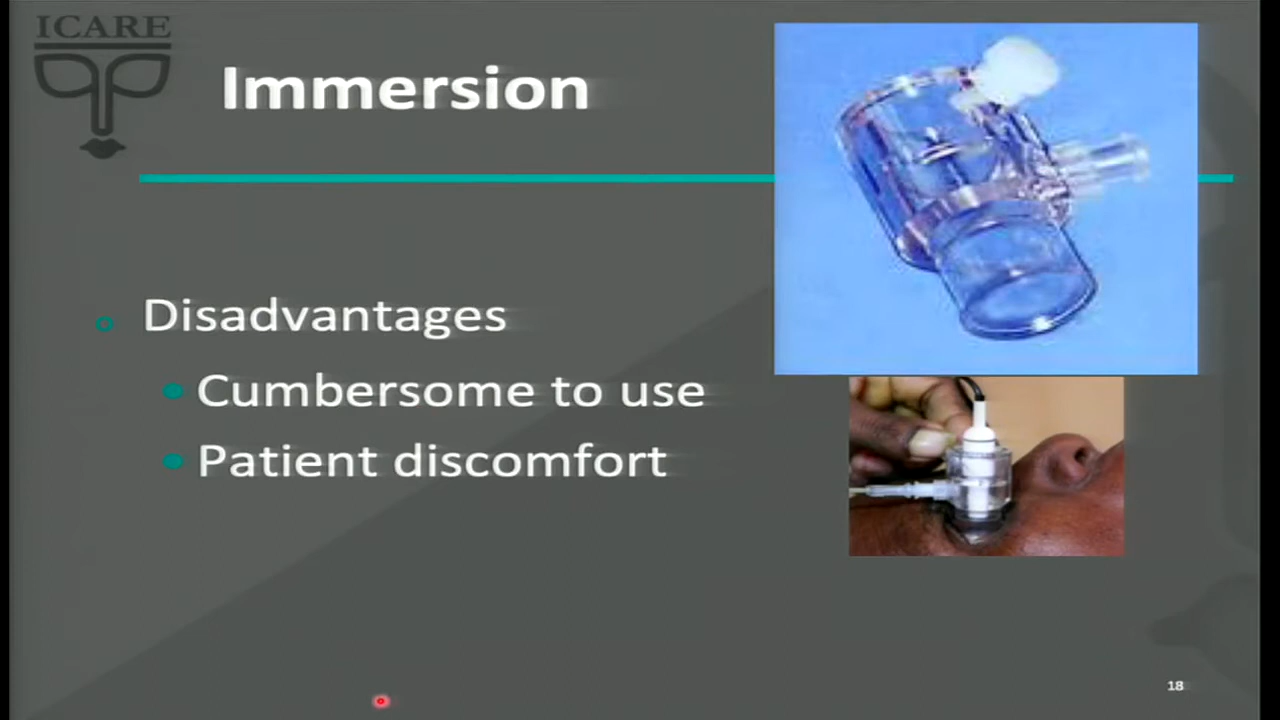 ICARE
Immersion
Disadvantages
Cumbersome to use
Patient discomfort
18